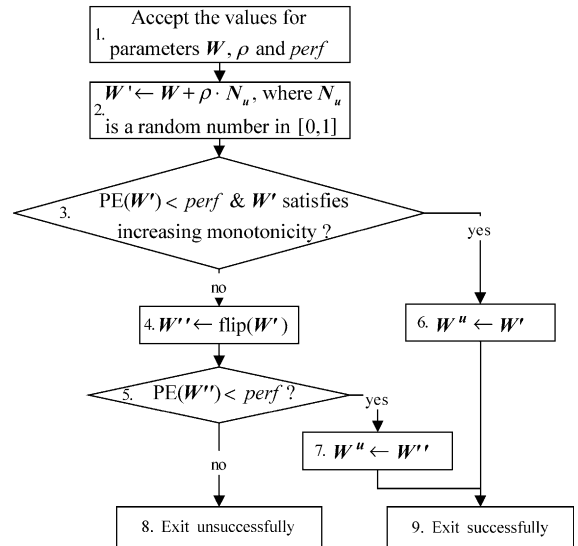 1. Accept the values for
parameters W, ρ and perf
2. W' ← W + ρ · N_u, where N_u
is a random number in [0,1]
3. PE(W') < perf & W' satisfies
increasing monotonicity ?
yes
no
4. W'' ← flip(W')
6. W^u ← W'
5. PE(W'') < perf ?
yes
7. W^u ← W''
no
8. Exit unsuccessfully
9. Exit successfully